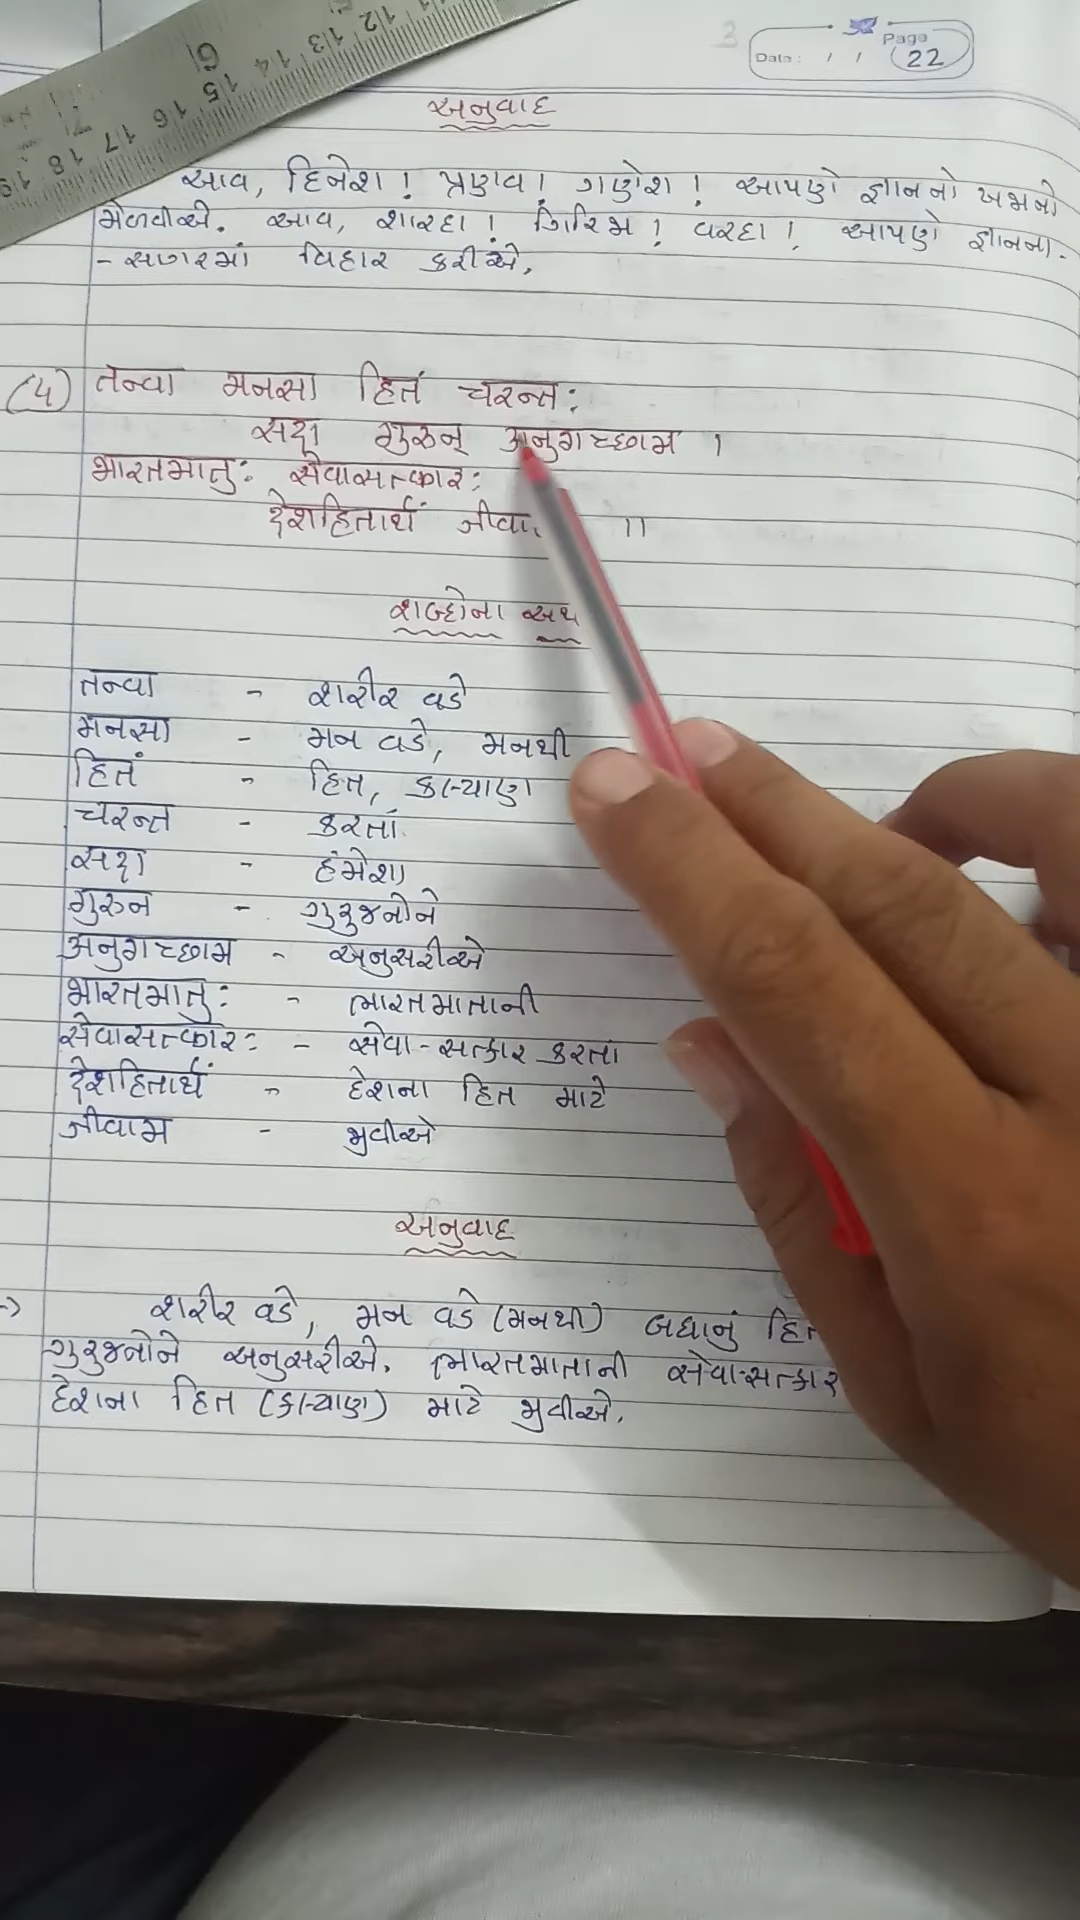 Page
Date : / / 22
અનુવાદ
આવ, દિનેશ ! પ્રણવ ! ગણેશ ! આપણે જ્ઞાનનો ખજાનો
મેળવીએ. આવ, શારદા ! ગિરિજા ! વરદા ! આપણે જ્ઞાનના
- સાગરમાં વિહાર કરીએ.
(4) तन्वा मनसा हितं चरन्तः
सदा गुरुन् अनुगच्छाम ।
भारतमातुः सेवासत्कारः
देशहितार्थं जीवा ॥
શબ્દોના અર્થ
तन्वा - શરીર વડે
मनसा - મન વડે, મનથી
हितं - હિત, કલ્યાણ
चरन्त - કરતાં
सदा - હંમેશા
गुरुन - ગુરુજનોને
अनुगच्छाम - અનુસરીએ
भारतमातुः - ભારતમાતાની
सेवासत्कारः - સેવા-સત્કાર કરતા
देशहितार्थं - દેશના હિત માટે
जीवाम - જીવીએ
અનુવાદ
→ શરીર વડે, મન વડે (મનથી) બધાનું હિત
ગુરુજનોને અનુસરીએ. ભારતમાતાની સેવા-સત્કાર
દેશના હિત (કલ્યાણ) માટે જીવીએ.